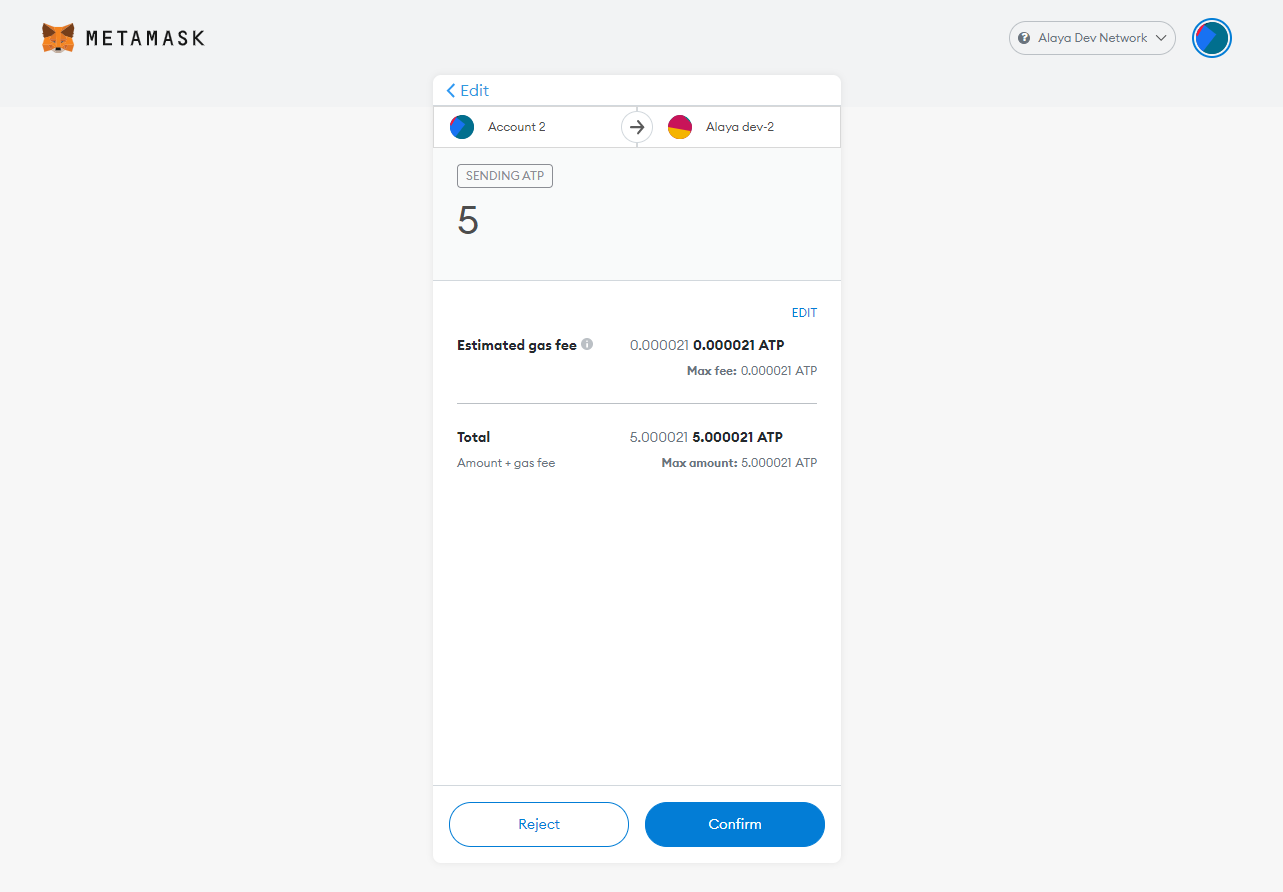 METAMASK
Alaya Dev Network
Edit
Account 2
Alaya dev-2
SENDING ATP
5
EDIT
Estimated gas fee 0.000021 0.000021 ATP
Max fee: 0.000021 ATP
Total 5.000021 5.000021 ATP
Amount + gas fee Max amount: 5.000021 ATP
Reject
Confirm